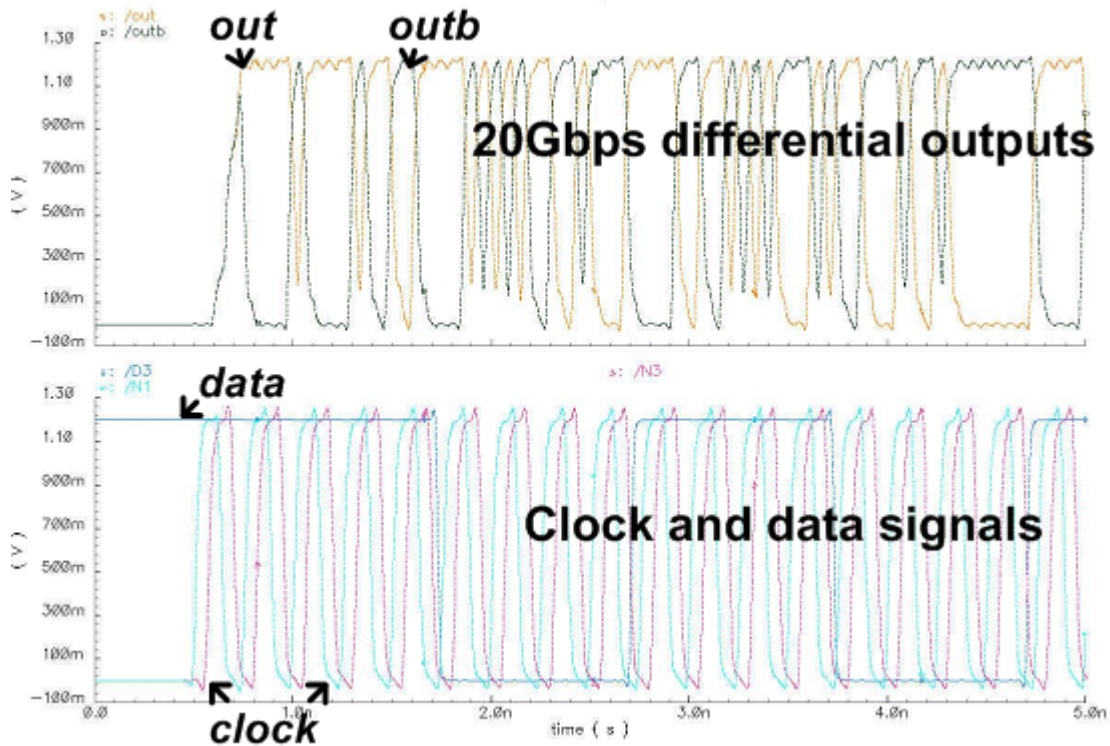 /out
/outb
out
outb
1.30
1.10
900m
700m
500m
300m
100m
-100m
(V)
20Gbps differential outputs
/D3
/N1
/N3
data
1.30
1.10
900m
700m
500m
300m
100m
-100m
(V)
Clock and data signals
0.0
1.0n
2.0n
3.0n
4.0n
5.0n
clock
time ( s )